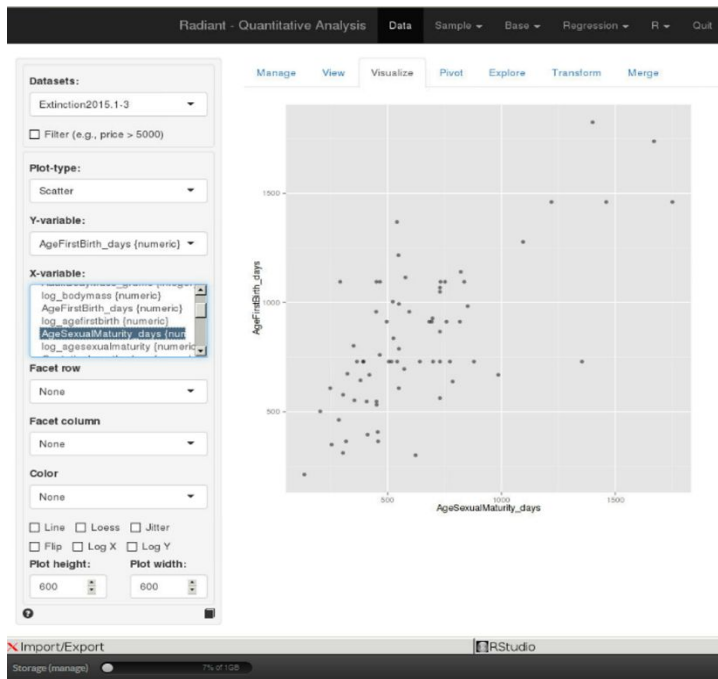 Radiant - Quantitative Analysis Data Sample Base Regression R Quit
Datasets:
Extinction2015.1-3
Filter (e.g., price > 5000)
Plot-type:
Scatter
Y-variable:
AgeFirstBirth_days {numeric}
X-variable:
log_bodymass {numeric}
AgeFirstBirth_days {numeric}
log_agefirstbirth {numeric}
AgeSexualMaturity_days {num
log_agesexualmaturity {numeric
Facet row
None
Facet column
None
Color
None
Line Loess Jitter
Flip Log X Log Y
Plot height: Plot width:
600 600
Manage View Visualize Pivot Explore Transform Merge
1500
1000
500
AgeFirstBirth_days
500 1000 1500
AgeSexualMaturity_days
Import/Export RStudio
Storage (manage) 7% of 1GB